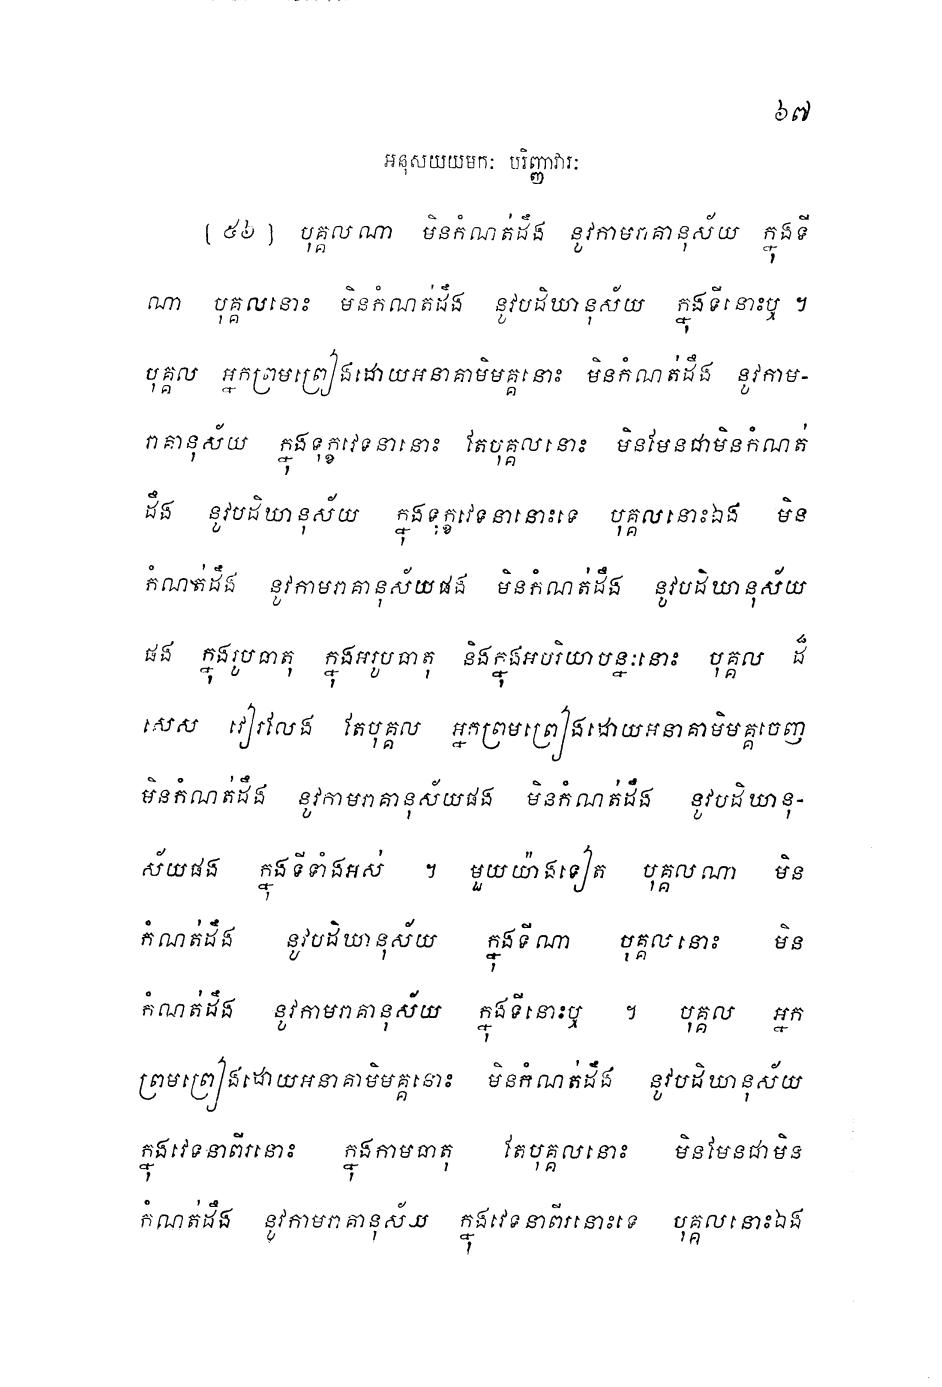 ៦៧
អនុសយយមកៈ បរិញ្ញាវារៈ
[ ៥៦ ] បុគ្គលណា មិនកំណត់ដឹង នូវកាមរាគានុស័យ ក្នុងទី
ណា បុគ្គលនោះ មិនកំណត់ដឹង នូវបដិឃានុស័យ ក្នុងទីនោះឬ ។
បុគ្គល អ្នកព្រមព្រៀងដោយអនាគាមិមគ្គនោះ មិនកំណត់ដឹង នូវកាម-
រាគានុស័យ ក្នុងទុក្ខវេទនានោះ តែបុគ្គលនោះ មិនមែនជាមិនកំណត់
ដឹង នូវបដិឃានុស័យ ក្នុងទុក្ខវេទនានោះទេ បុគ្គលនោះឯង មិន
កំណត់ដឹង នូវកាមរាគានុស័យផង មិនកំណត់ដឹង នូវបដិឃានុស័យ
ផង ក្នុងរូបធាតុ ក្នុងអរូបធាតុ និងក្នុងអបរិយាបន្នៈនោះ បុគ្គល ដ៏
សេស វៀរលែង តែបុគ្គល អ្នកព្រមព្រៀងដោយអនាគាមិមគ្គចេញ
មិនកំណត់ដឹង នូវកាមរាគានុស័យផង មិនកំណត់ដឹង នូវបដិឃានុ-
ស័យផង ក្នុងទីទាំងអស់ ។ មួយយ៉ាងទៀត បុគ្គលណា មិន
កំណត់ដឹង នូវបដិឃានុស័យ ក្នុងទីណា បុគ្គលនោះ មិន
កំណត់ដឹង នូវកាមរាគានុស័យ ក្នុងទីនោះឬ ។ បុគ្គល អ្នក
ព្រមព្រៀងដោយអនាគាមិមគ្គនោះ មិនកំណត់ដឹង នូវបដិឃានុស័យ
ក្នុងវេទនាពីរនោះ ក្នុងកាមធាតុ តែបុគ្គលនោះ មិនមែនជាមិន
កំណត់ដឹង នូវកាមរាគានុស័យ ក្នុងវេទនាពីរនោះទេ បុគ្គលនោះឯង